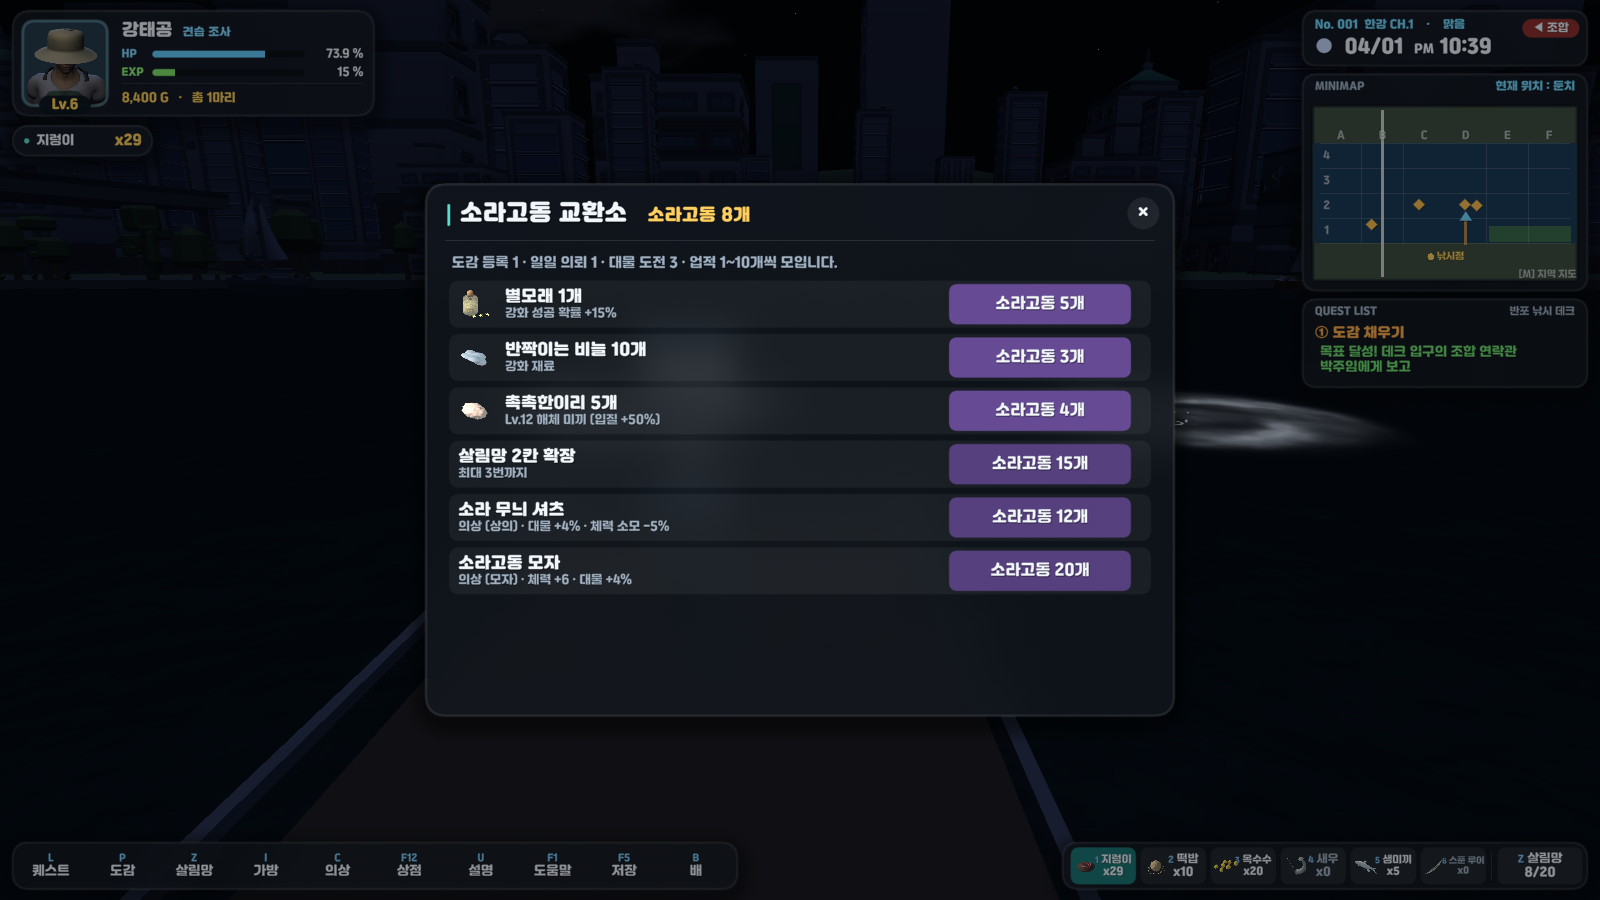 강태공 견습 조사
HP 73.9 %
EXP 15 %
Lv.6
8,400 G · 총 1마리
지렁이 x29
No. 001 한강 CH.1 · 맑음
◀ 조합
04/01 PM 10:39
MINIMAP 현재 위치 : 둔치
A B C D E F
4
3
2
1
낚시점
[M] 지역 지도
QUEST LIST 반포 낚시 데크
① 도감 채우기
목표 달성! 데크 입구의 조합 연락관
박주임에게 보고
소라고동 교환소 소라고동 8개
×
도감 등록 1 · 일일 의뢰 1 · 대물 도전 3 · 업적 1~10개씩 모입니다.
별모래 1개
강화 성공 확률 +15%
소라고동 5개
반짝이는 비늘 10개
강화 재료
소라고동 3개
촉촉한이리 5개
Lv.12 해체 미끼 (입질 +50%)
소라고동 4개
살림망 2칸 확장
최대 3번까지
소라고동 15개
소라 무늬 셔츠
의상 (상의) · 대물 +4% · 체력 소모 -5%
소라고동 12개
소라고동 모자
의상 (모자) · 체력 +6 · 대물 +4%
소라고동 20개
L P Z I C F12 U F1 F5 B
퀘스트 도감 살림망 가방 의상 상점 설명 도움말 저장 배
1 지렁이 x29
2 떡밥 x10
3 옥수수 x20
4 새우 x0
5 생미끼 x5
6 스푼 루어 x0
Z 살림망
8/20